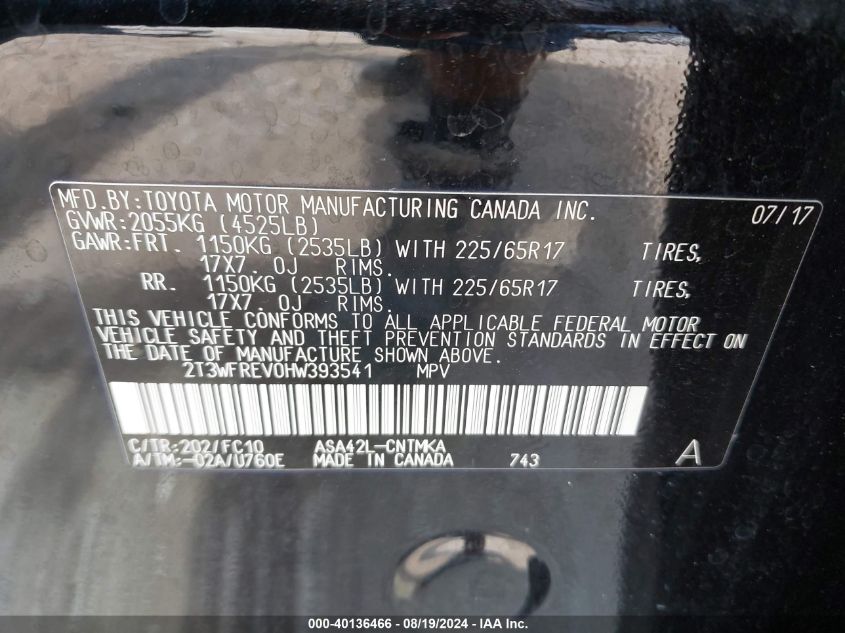 MFD.BY:TOYOTA MOTOR MANUFACTURING CANADA INC. 07/17
GVWR:2055KG (4525LB)
GAWR:FRT. 1150KG (2535LB) WITH 225/65R17 TIRES,
17X7.0J RIMS.
RR. 1150KG (2535LB) WITH 225/65R17 TIRES,
17X7.0J RIMS.
THIS VEHICLE CONFORMS TO ALL APPLICABLE FEDERAL MOTOR
VEHICLE SAFETY AND THEFT PREVENTION STANDARDS IN EFFECT ON
THE DATE OF MANUFACTURE SHOWN ABOVE.
2T3WFREV0HW393541 MPV
C/TR:202/FC10 ASA42L-CNTMKA
A/TM:-02A/U760E MADE IN CANADA 743 A
000-40136466 - 08/19/2024 - IAA Inc.